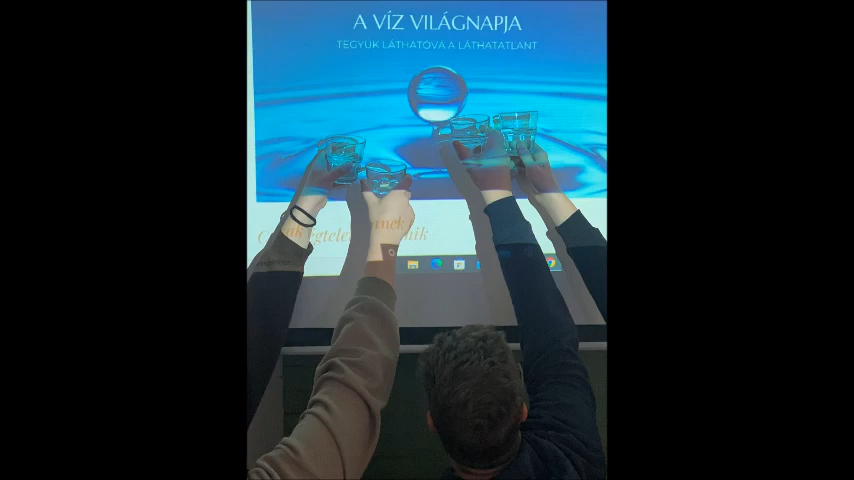 A VÍZ VILÁGNAPJA
TEGYÜK LÁTHATÓVÁ A LÁTHATATLANT